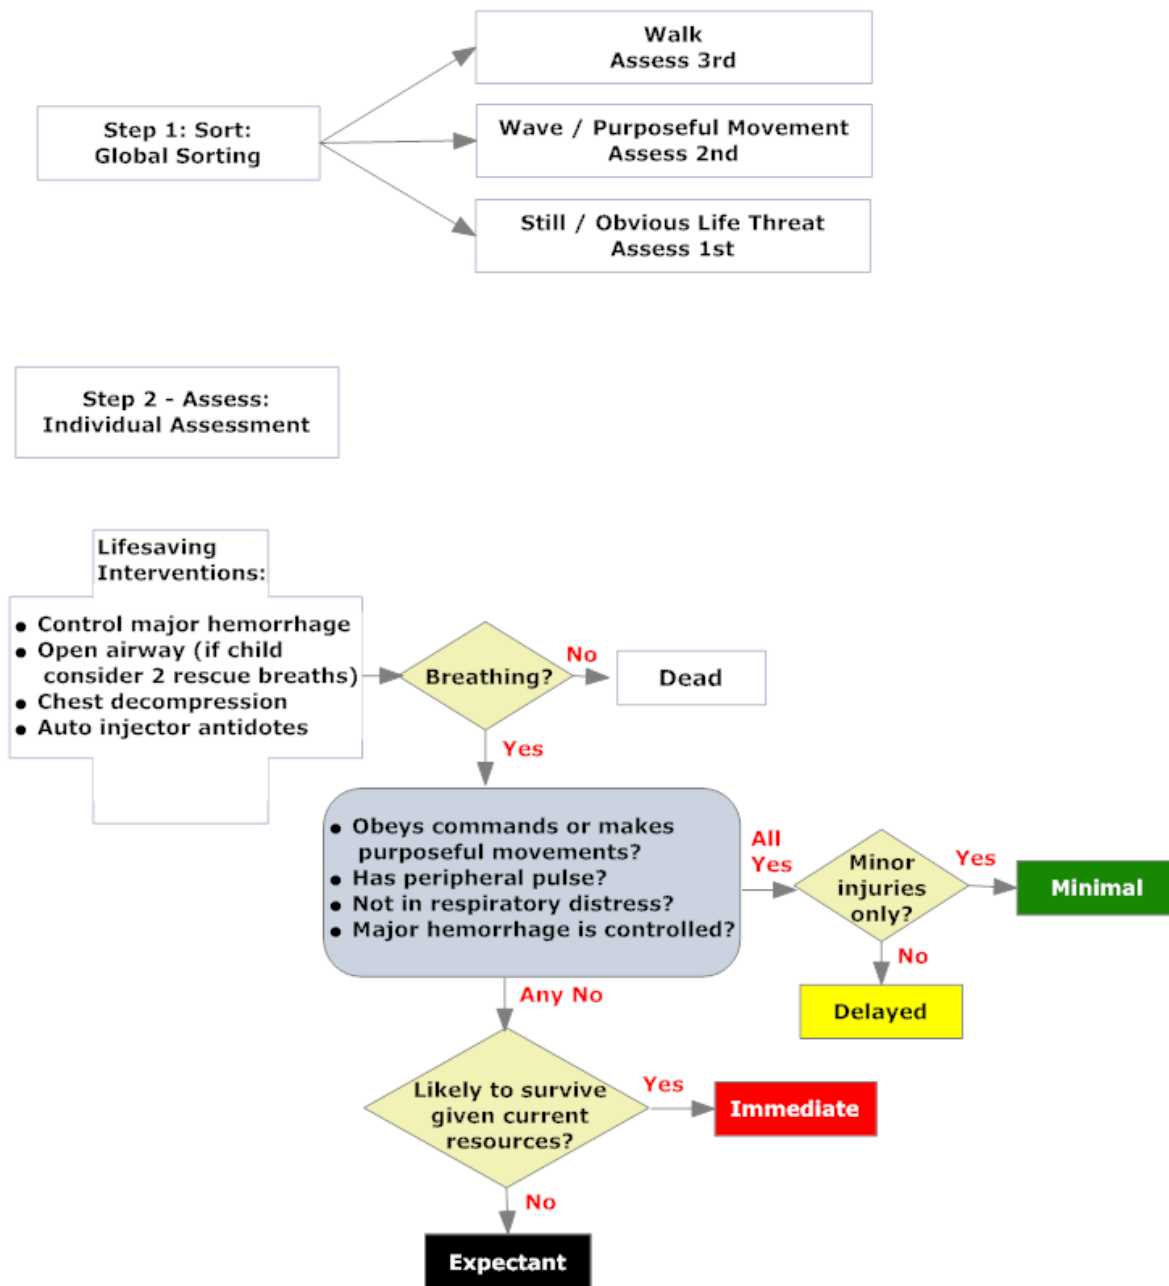 Walk
Assess 3rd
Step 1: Sort:
Global Sorting
Wave / Purposeful Movement
Assess 2nd
Still / Obvious Life Threat
Assess 1st
Step 2 - Assess:
Individual Assessment
Lifesaving
Interventions:
● Control major hemorrhage
● Open airway (if child
consider 2 rescue breaths)
● Chest decompression
● Auto injector antidotes
Breathing?
No
Dead
Yes
● Obeys commands or makes
purposeful movements?
● Has peripheral pulse?
● Not in respiratory distress?
● Major hemorrhage is controlled?
All
Yes
Minor
injuries
only?
Yes
Minimal
No
Delayed
Any No
Likely to survive
given current
resources?
Yes
Immediate
No
Expectant